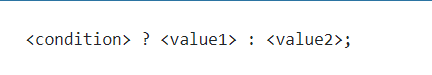 <condition> ? <value1> : <value2>;